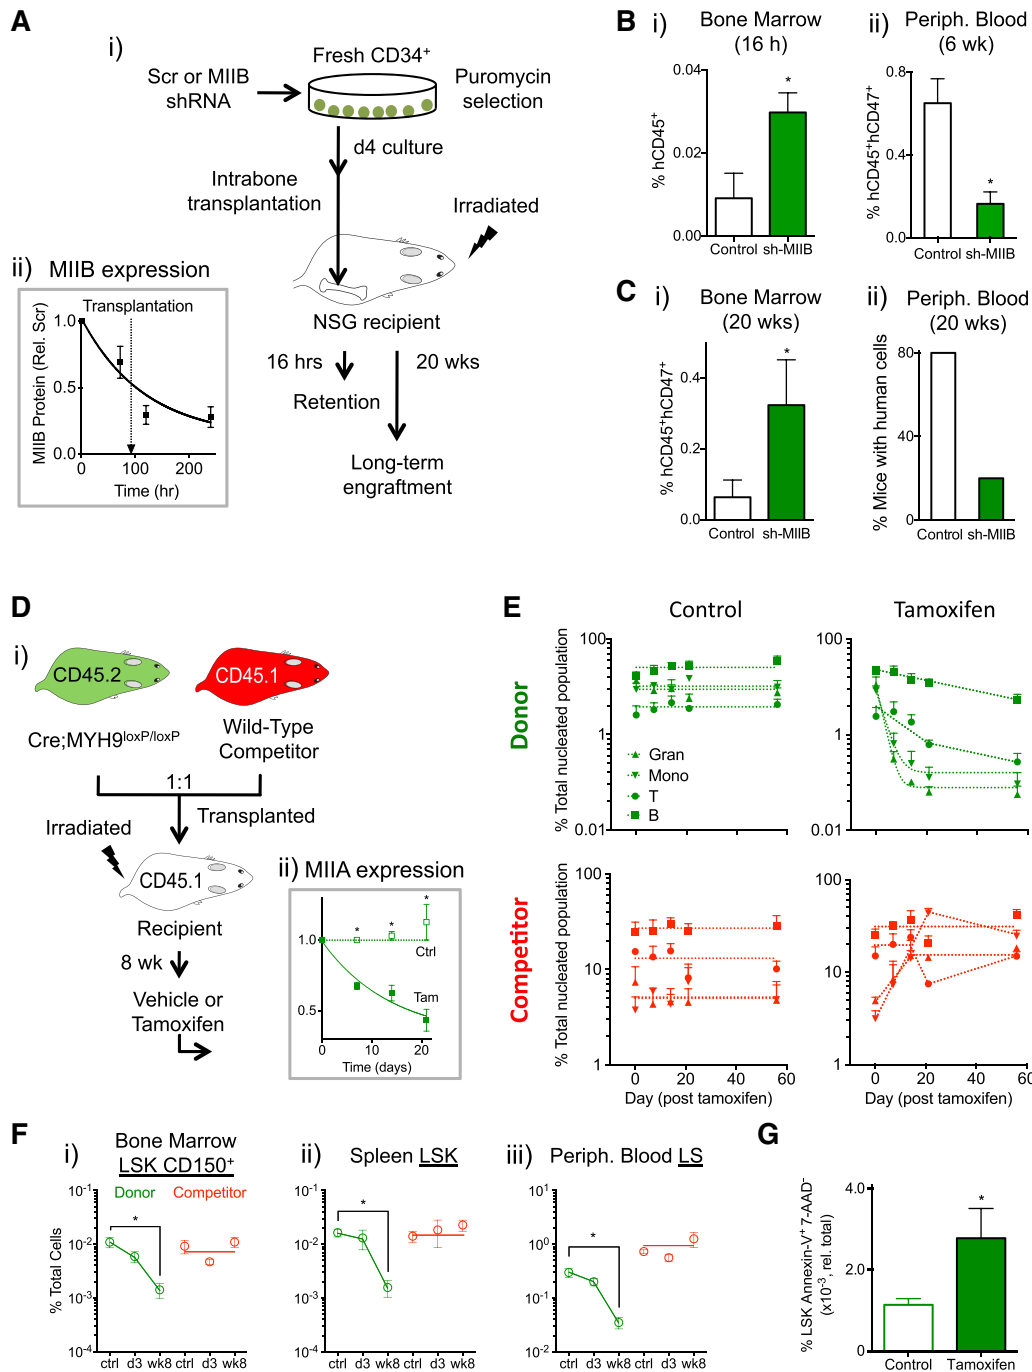 A
i)
Fresh CD34+
Scr or MIIB
shRNA
Puromycin
selection
d4 culture
Intrabone
transplantation
Irradiated
NSG recipient
16 hrs
20 wks
Retention
Long-term
engraftment
ii) MIIB expression
Transplantation
MIIB Protein (Rel. Scr)
1.0
0.5
0.0
0 100 200
Time (hr)
B
i) Bone Marrow
(16 h)
% hCD45+
0.04
0.02
0.00
*
Control sh-MIIB
ii) Periph. Blood
(6 wk)
% hCD45+hCD47+
0.8
0.4
0.0
*
Control sh-MIIB
C
i) Bone Marrow
(20 wks)
% hCD45+hCD47+
0.4
0.2
0.0
*
Control sh-MIIB
ii) Periph. Blood
(20 wks)
% Mice with human cells
80
40
0
Control sh-MIIB
D
i)
CD45.2
CD45.1
Cre;MYH9loxP/loxP
Wild-Type
Competitor
1:1
Transplanted
Irradiated
CD45.1
Recipient
8 wk
Vehicle or
Tamoxifen
ii) MIIA expression
1.0
0.5
* * *
Ctrl
Tam
0 10 20
Time (days)
E
Control
Tamoxifen
Donor
% Total nucleated population
100
1
0.01
Gran
Mono
T
B
100
1
0.01
Competitor
% Total nucleated population
100
10
1
0 20 40 60
Day (post tamoxifen)
100
10
1
0 20 40 60
Day (post tamoxifen)
F
i) Bone Marrow
LSK CD150+
% Total Cells
10-1
10-2
10-3
10-4
Donor Competitor
*
ctrl d3 wk8 ctrl d3 wk8
ii) Spleen LSK
10-1
10-2
10-3
10-4
*
ctrl d3 wk8 ctrl d3 wk8
iii) Periph. Blood LS
101
100
10-1
10-2
*
ctrl d3 wk8 ctrl d3 wk8
G
% LSK Annexin-V+ 7-AAD-
(x10-3, rel. total)
4.0
2.0
0
*
Control Tamoxifen